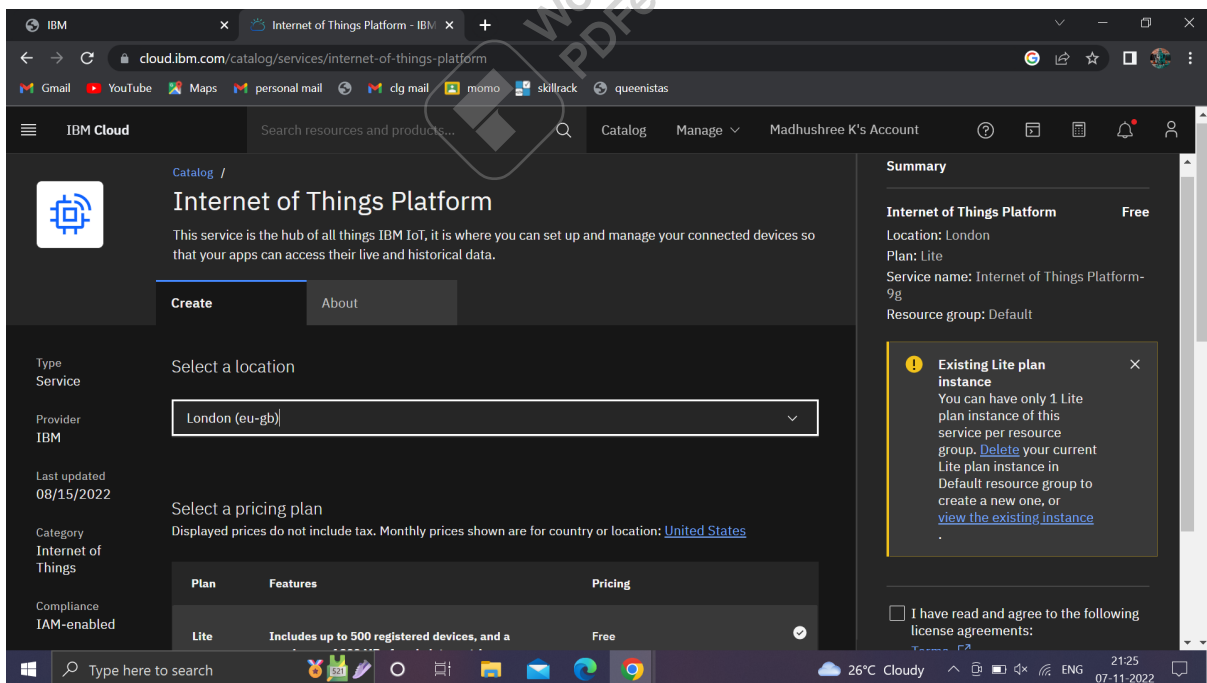 IBM
Internet of Things Platform - IBM
cloud.ibm.com/catalog/services/internet-of-things-platform
Gmail YouTube Maps personal mail clg mail momo skillrack queenistas
IBM Cloud
Search resources and products...
Catalog Manage Madhushree K's Account
Catalog /
Internet of Things Platform
This service is the hub of all things IBM IoT, it is where you can set up and manage your connected devices so
that your apps can access their live and historical data.
Create About
Type
Service
Provider
IBM
Last updated
08/15/2022
Category
Internet of
Things
Compliance
IAM-enabled
Select a location
London (eu-gb)
Select a pricing plan
Displayed prices do not include tax. Monthly prices shown are for country or location: United States
Plan Features Pricing
Lite Includes up to 500 registered devices, and a Free
Summary
Internet of Things Platform Free
Location: London
Plan: Lite
Service name: Internet of Things Platform-
9g
Resource group: Default
Existing Lite plan
instance
You can have only 1 Lite
plan instance of this
service per resource
group. Delete your current
Lite plan instance in
Default resource group to
create a new one, or
view the existing instance
.
I have read and agree to the following
license agreements:
Terms
Type here to search
521
26°C Cloudy ENG
21:25
07-11-2022